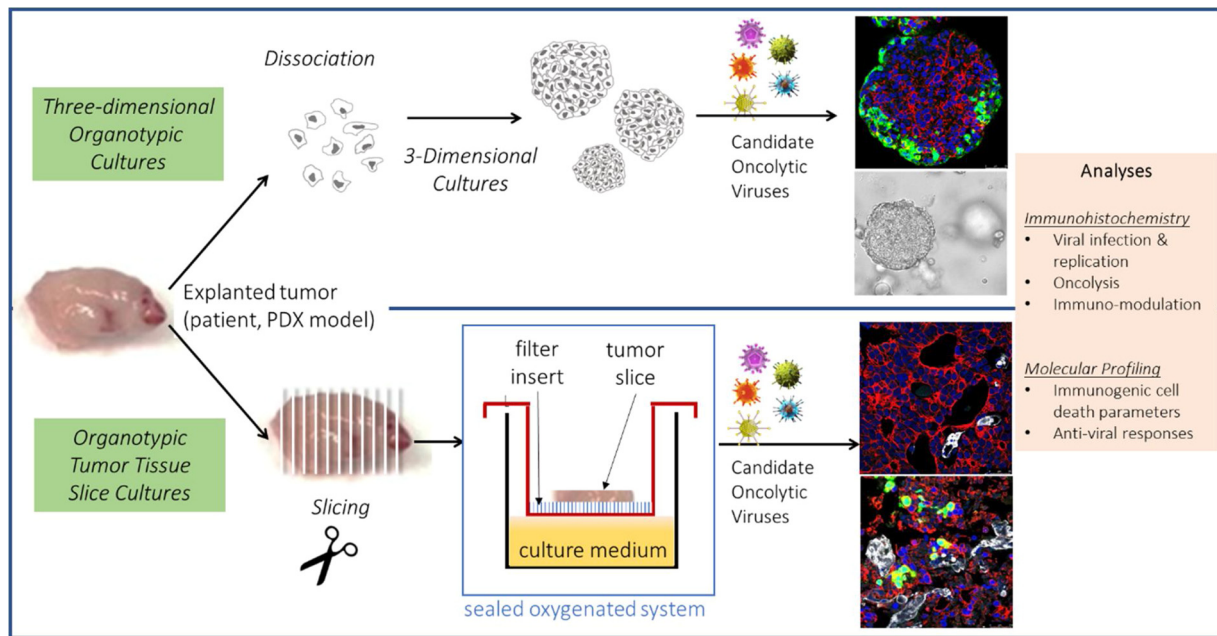 Three-dimensional
Organotypic
Cultures
Dissociation
3-Dimensional
Cultures
Candidate
Oncolytic
Viruses
Explanted tumor
(patient, PDX model)
Organotypic
Tumor Tissue
Slice Cultures
Slicing
filter
insert
tumor
slice
culture medium
sealed oxygenated system
Candidate
Oncolytic
Viruses
Analyses
Immunohistochemistry
• Viral infection &
replication
• Oncolysis
• Immuno-modulation
Molecular Profiling
• Immunogenic cell
death parameters
• Anti-viral responses